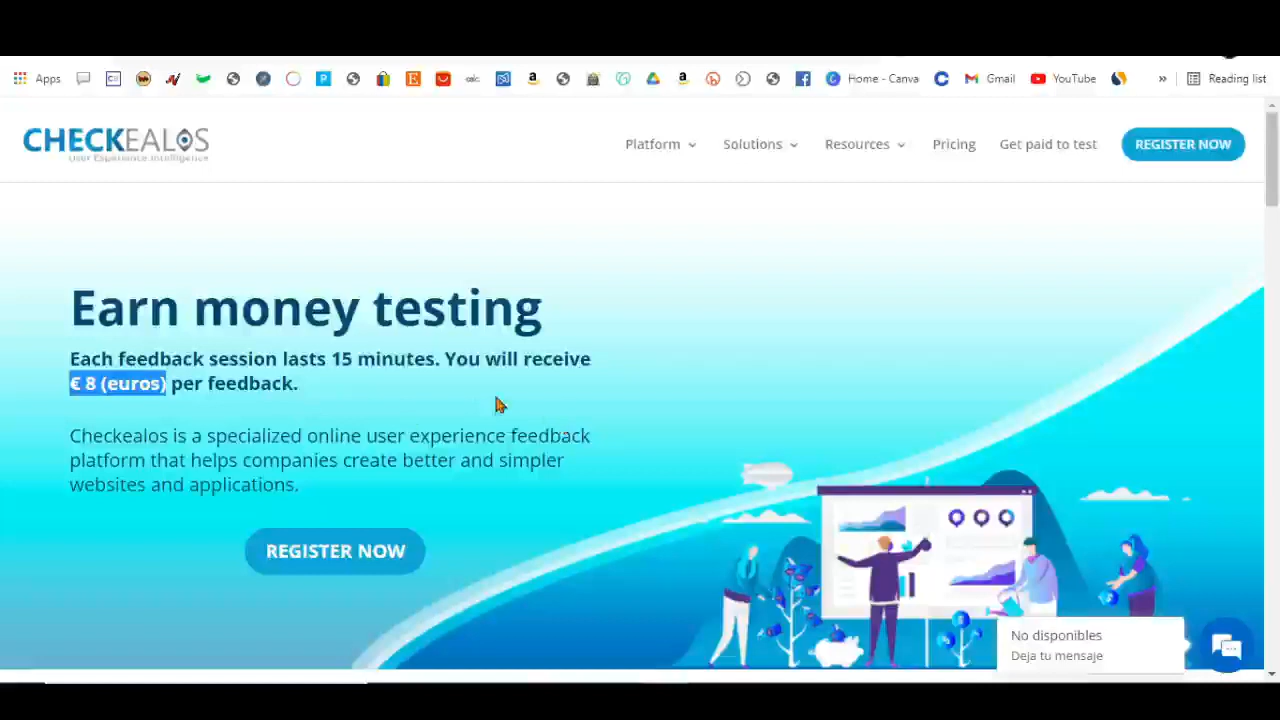 Apps
Home - Canva
Gmail
YouTube
»
Reading list
CHECKEALOS
User Experience Intelligence
Platform
Solutions
Resources
Pricing
Get paid to test
REGISTER NOW
Earn money testing
Each feedback session lasts 15 minutes. You will receive
€ 8 (euros) per feedback.
Checkealos is a specialized online user experience feedback
platform that helps companies create better and simpler
websites and applications.
REGISTER NOW
No disponibles
Deja tu mensaje